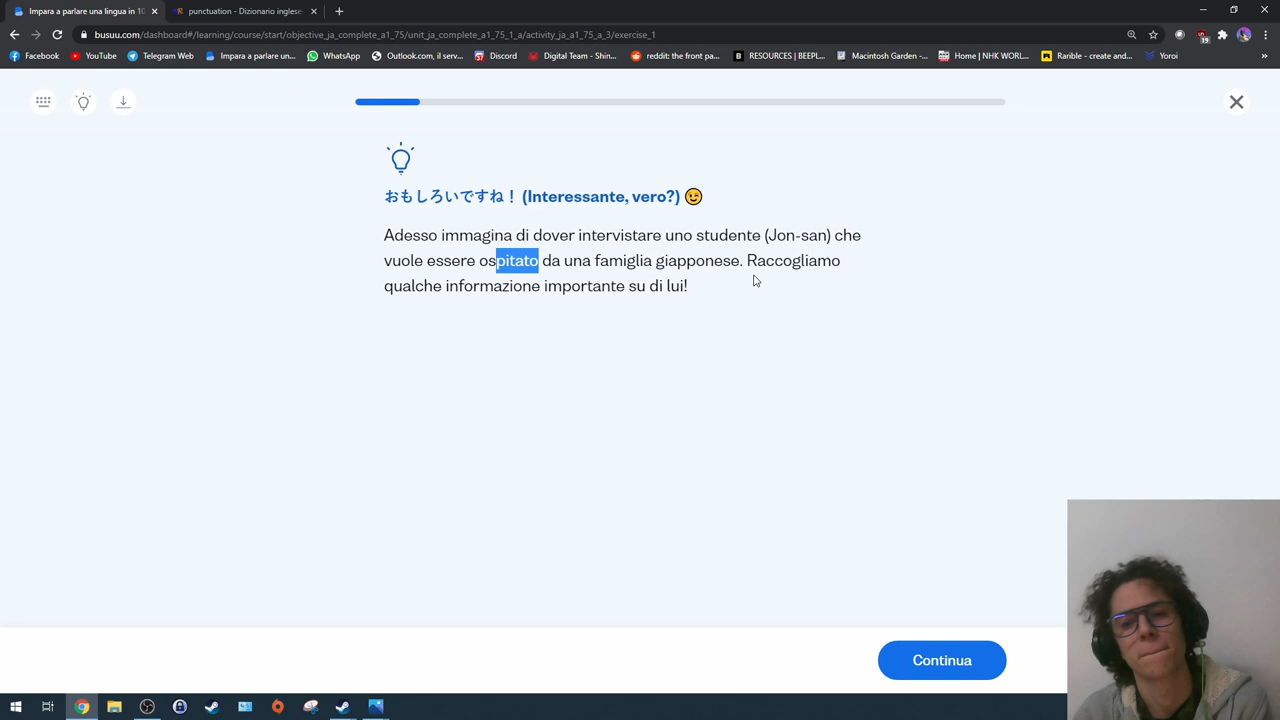 Impara a parlare una lingua in 10
punctuation - Dizionario inglese-
busuu.com/dashboard#/learning/course/start/objective_ja_complete_a1_75/unit_ja_complete_a1_75_1_a/activity_ja_a1_75_a_3/exercise_1
Facebook
YouTube
Telegram Web
Impara a parlare un...
WhatsApp
Outlook.com, il serv...
Discord
Digital Team - Shin...
reddit: the front pa...
RESOURCES | BEEPL...
Macintosh Garden -...
Home | NHK WORL...
Rarible - create and...
Yoroi
おもしろいですね！ (Interessante, vero?) 😉
Adesso immagina di dover intervistare uno studente (Jon-san) che
vuole essere ospitato da una famiglia giapponese. Raccogliamo
qualche informazione importante su di lui!
Continua